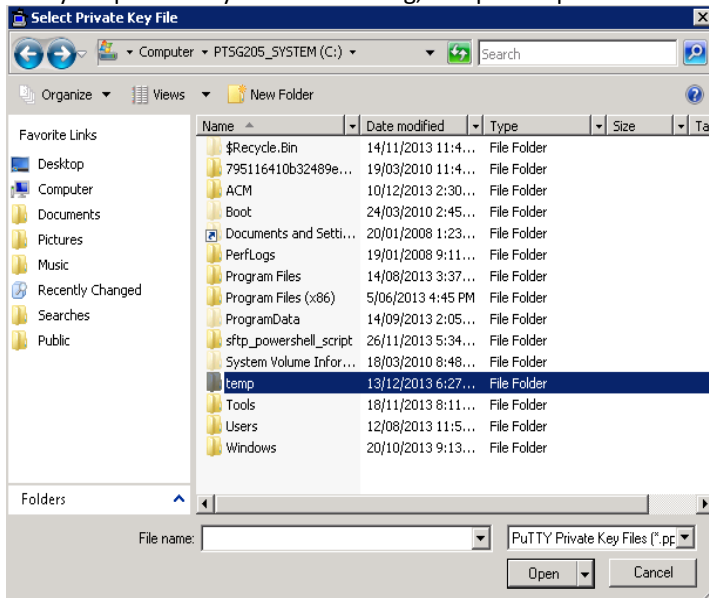 Select Private Key File
Computer PTSG205_SYSTEM (C:) Search
Organize Views New Folder
Favorite Links
Desktop
Computer
Documents
Pictures
Music
Recently Changed
Searches
Public
Folders
Name Date modified Type Size Ta
$Recycle.Bin 14/11/2013 11:4... File Folder
795116410b32489e... 19/03/2010 11:4... File Folder
ACM 10/12/2013 2:30... File Folder
Boot 24/03/2010 2:45... File Folder
Documents and Setti... 20/01/2008 1:23... File Folder
PerfLogs 19/01/2008 9:11... File Folder
Program Files 14/08/2013 3:37... File Folder
Program Files (x86) 5/06/2013 4:45 PM File Folder
ProgramData 14/09/2013 2:05... File Folder
sftp_powershell_script 26/11/2013 5:34... File Folder
System Volume Infor... 18/03/2010 8:48... File Folder
temp 13/12/2013 6:27... File Folder
Tools 18/11/2013 8:11... File Folder
Users 12/08/2013 11:5... File Folder
Windows 20/10/2013 9:13... File Folder
File name: PuTTY Private Key Files (*.pp
Open Cancel